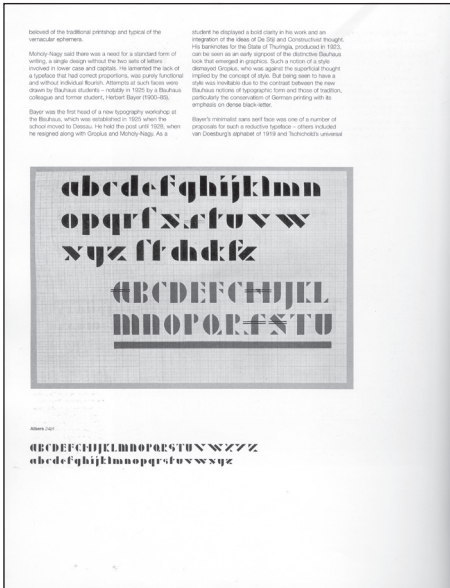 beloved of the traditional printshop and typical of the
vernacular ephemera.
Moholy-Nagy said there was a need for a standard form of
writing, a single design without the two sets of letters
involved in lower case and capitals. He lamented the lack of
a typeface that had correct proportions, was purely functional
and without individual flourish. Attempts at such faces were
drawn by Bauhaus students – notably in 1925 by a Bauhaus
colleague and former student, Herbert Bayer (1900–85),
Bayer was the first head of a new typography workshop at
the Bauhaus, which was established in 1925 when the
school moved to Dessau. He held the post until 1928, when
he resigned along with Gropius and Moholy-Nagy. As a
student he displayed a bold clarity in his work and an
integration of the ideas of De Stijl and Constructivist thought.
His banknotes for the State of Thuringia, produced in 1923,
can be seen as an early signpost of the distinctive Bauhaus
look that emerged in graphics. Such a notion of a style
dismayed Gropius, who was against the superficial thought
implied by the concept of style. But being seen to have a
style was inevitable due to the contrast between the new
Bauhaus notions of typographic form and those of tradition,
particularly the conservatism of German printing with its
emphasis on dense black-letter.
Bayer's minimalist sans serif face was one of a number of
proposals for such a reductive typeface – others included
van Doesburg's alphabet of 1919 and Tschichold's universal
abcdefghijklmn
opqrſxstuvw
xyz ſt chckſz
ABCDEFGHIJKL
MNOPQRSTU
Albers
ABCDEFGHIJKLMNOPQRSTUVWXYZ
abcdefghijklmnopqrstuvwxyz